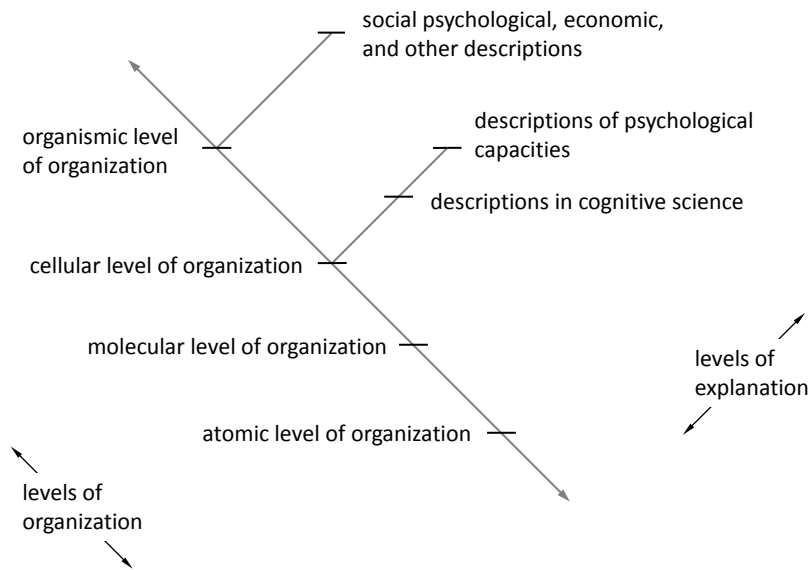 social psychological, economic,
and other descriptions
organismic level
of organization
descriptions of psychological
capacities
descriptions in cognitive science
cellular level of organization
molecular level of organization
levels of
explanation
atomic level of organization
levels of
organization